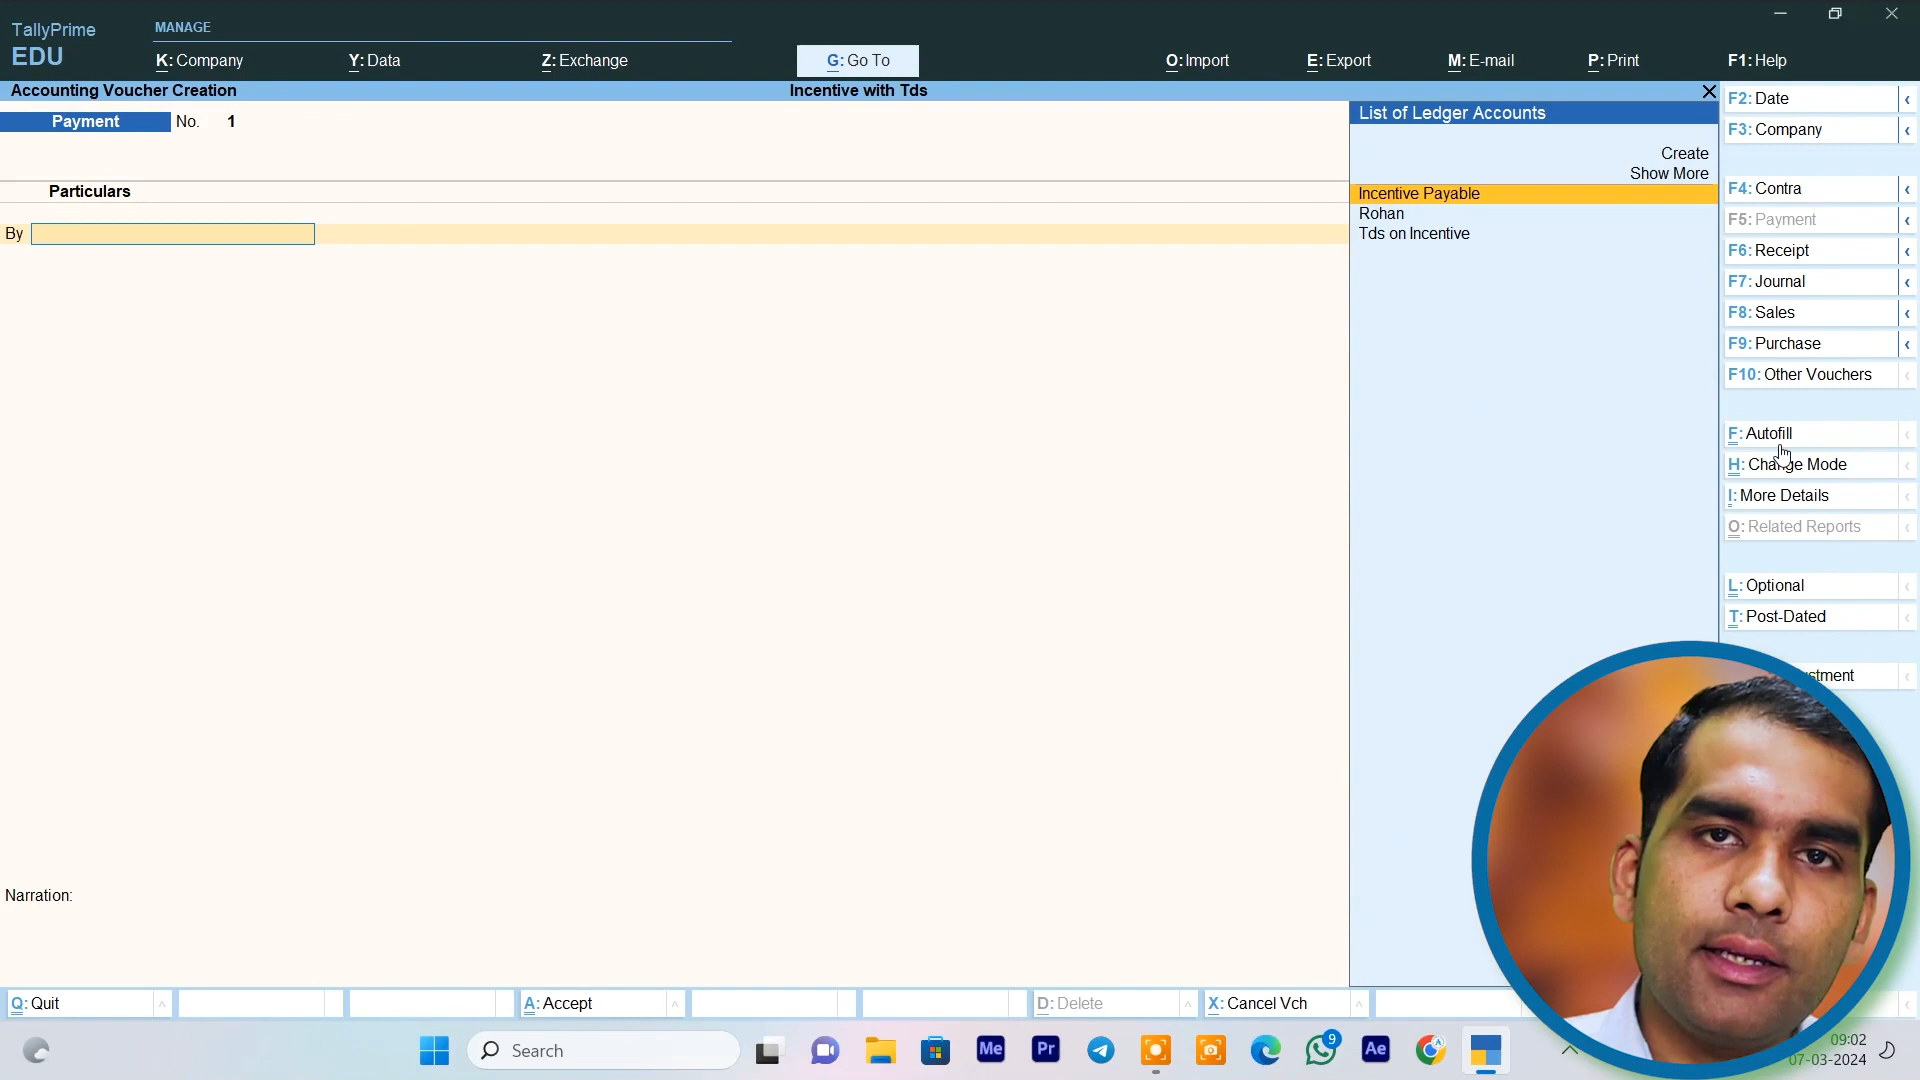 TallyPrime
EDU
MANAGE
K: Company
Y: Data
Z: Exchange
G: Go To
O: Import
E: Export
M: E-mail
P: Print
F1: Help
Accounting Voucher Creation
Incentive with Tds
Payment No. 1
Particulars
By
Narration:
List of Ledger Accounts
Create
Show More
Incentive Payable
Rohan
Tds on Incentive
F2: Date
F3: Company
F4: Contra
F5: Payment
F6: Receipt
F7: Journal
F8: Sales
F9: Purchase
F10: Other Vouchers
F: Autofill
H: Change Mode
I: More Details
O: Related Reports
L: Optional
T: Post-Dated
Q: Quit
A: Accept
D: Delete
X: Cancel Vch
Search
Me
Pr
9
Ae
09:02
07-03-2024